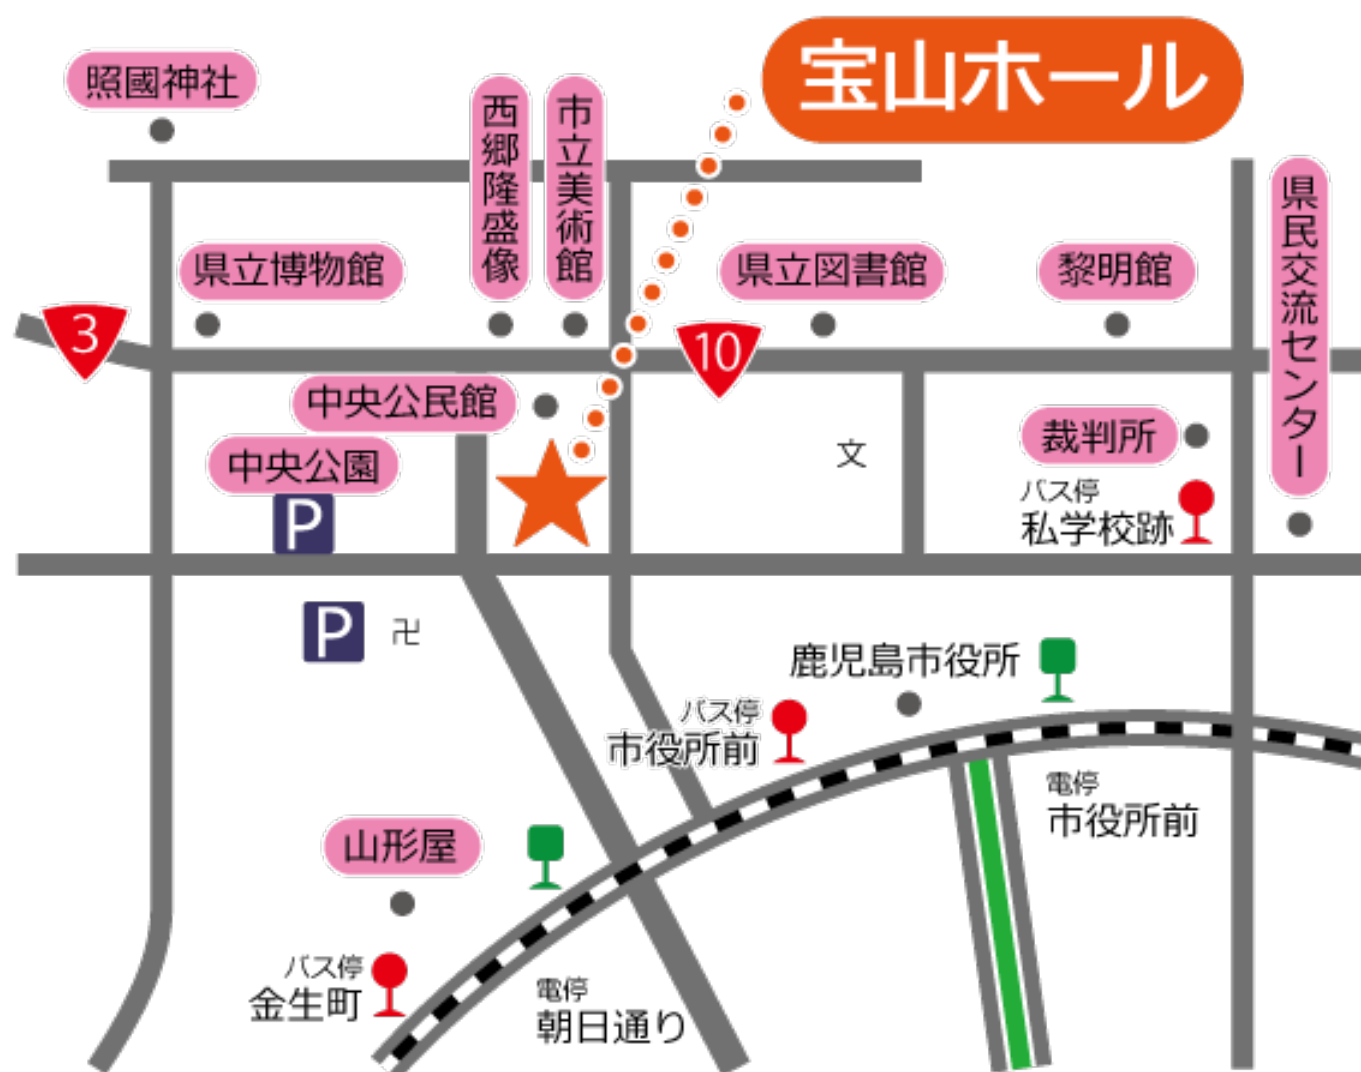 宝山ホール
照國神社
西郷隆盛像
市立美術館
県民交流センター
県立博物館
県立図書館
黎明館
3
10
中央公民館
中央公園
P
文
裁判所
バス停
私学校跡
P
卍
鹿児島市役所
バス停
市役所前
電停
市役所前
山形屋
バス停
金生町
電停
朝日通り